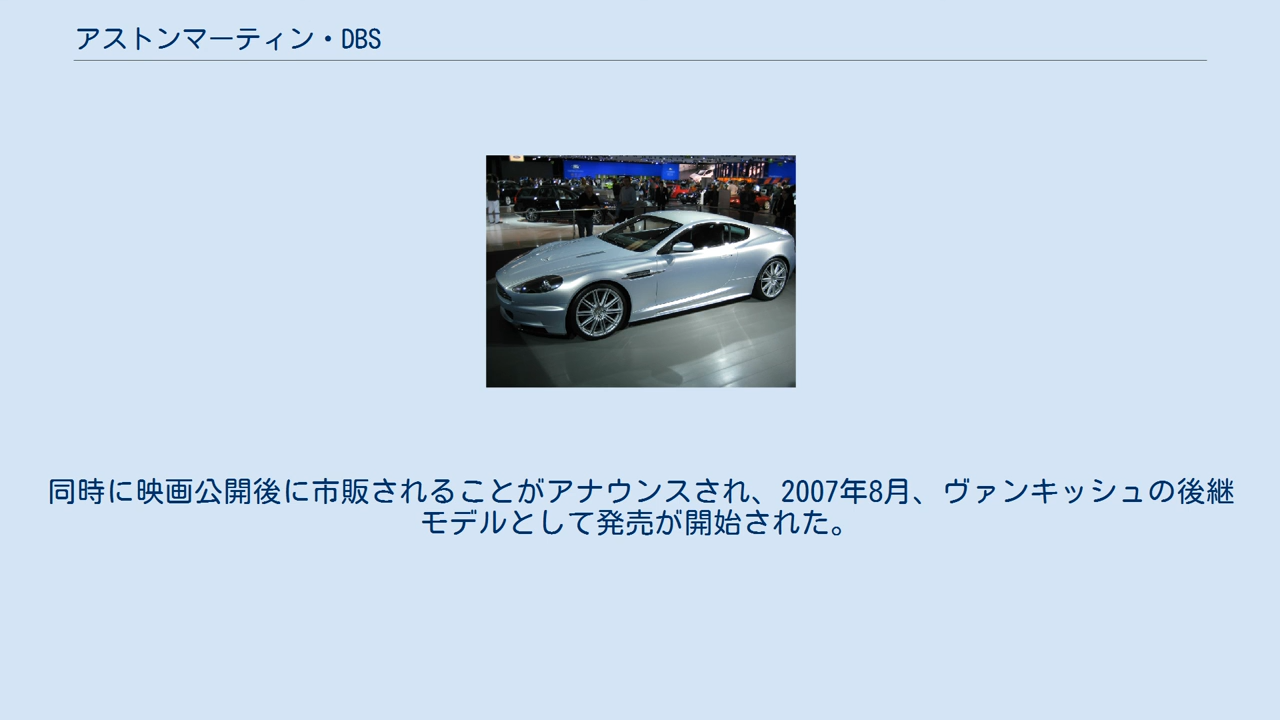 アストンマーティン・DBS
同時に映画公開後に市販されることがアナウンスされ、2007年8月、ヴァンキッシュの後継
モデルとして発売が開始された。